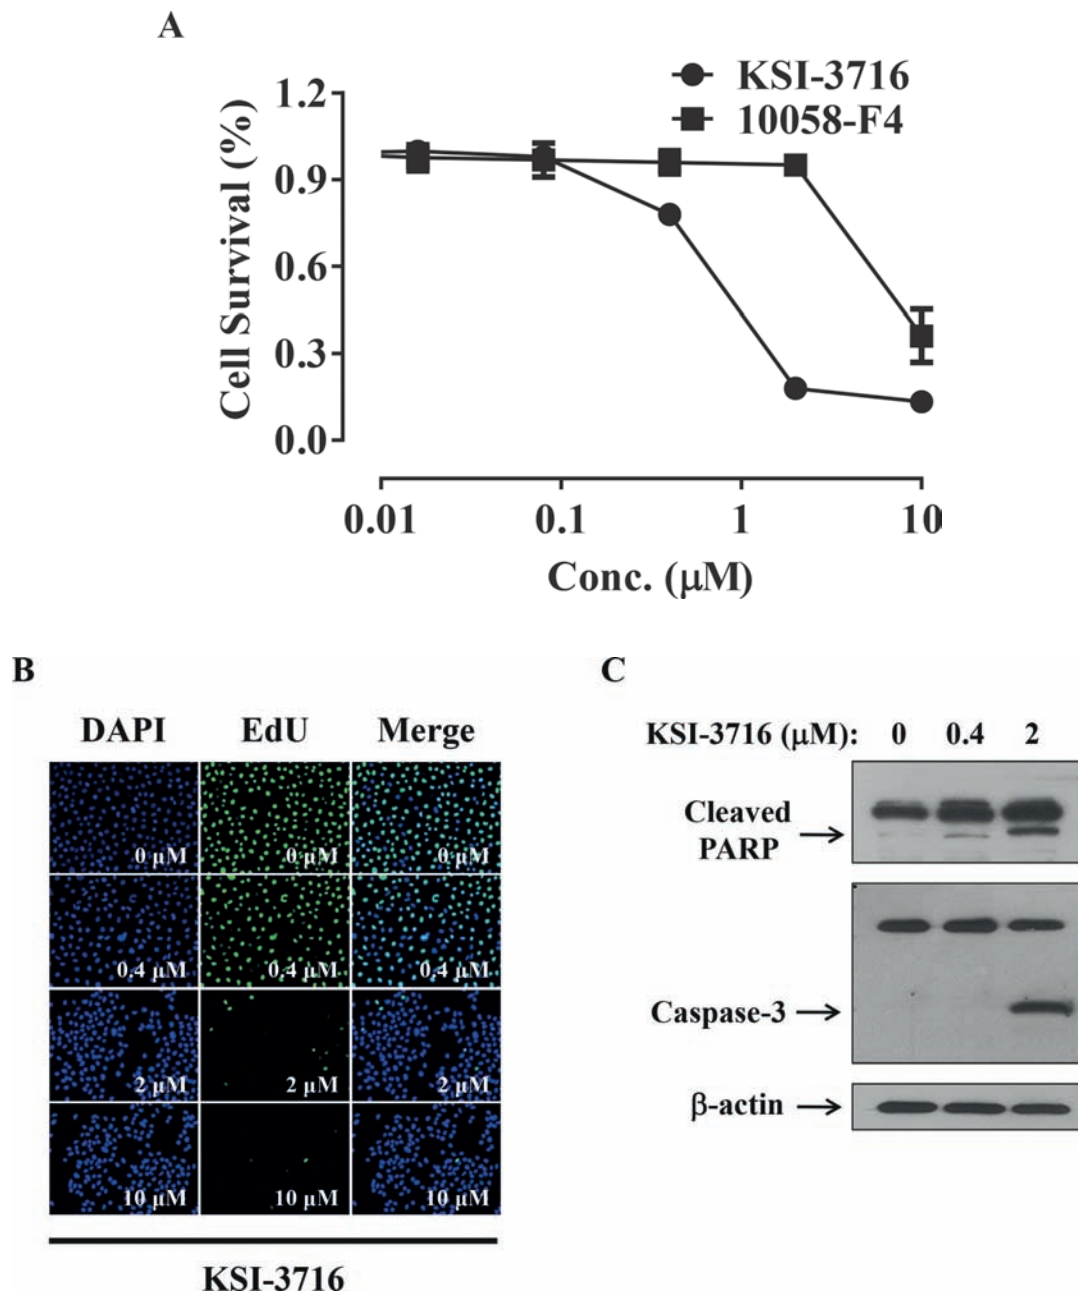 A
KSI-3716
10058-F4
Cell Survival (%)
1.2
0.9
0.6
0.3
0.0
0.01 0.1 1 10
Conc. (μM)
B
DAPI EdU Merge
0 μM 0 μM 0 μM
0.4 μM 0.4 μM 0.4 μM
2 μM 2 μM 2 μM
10 μM 10 μM 10 μM
KSI-3716
C
KSI-3716 (μM): 0 0.4 2
Cleaved
PARP
Caspase-3
β-actin